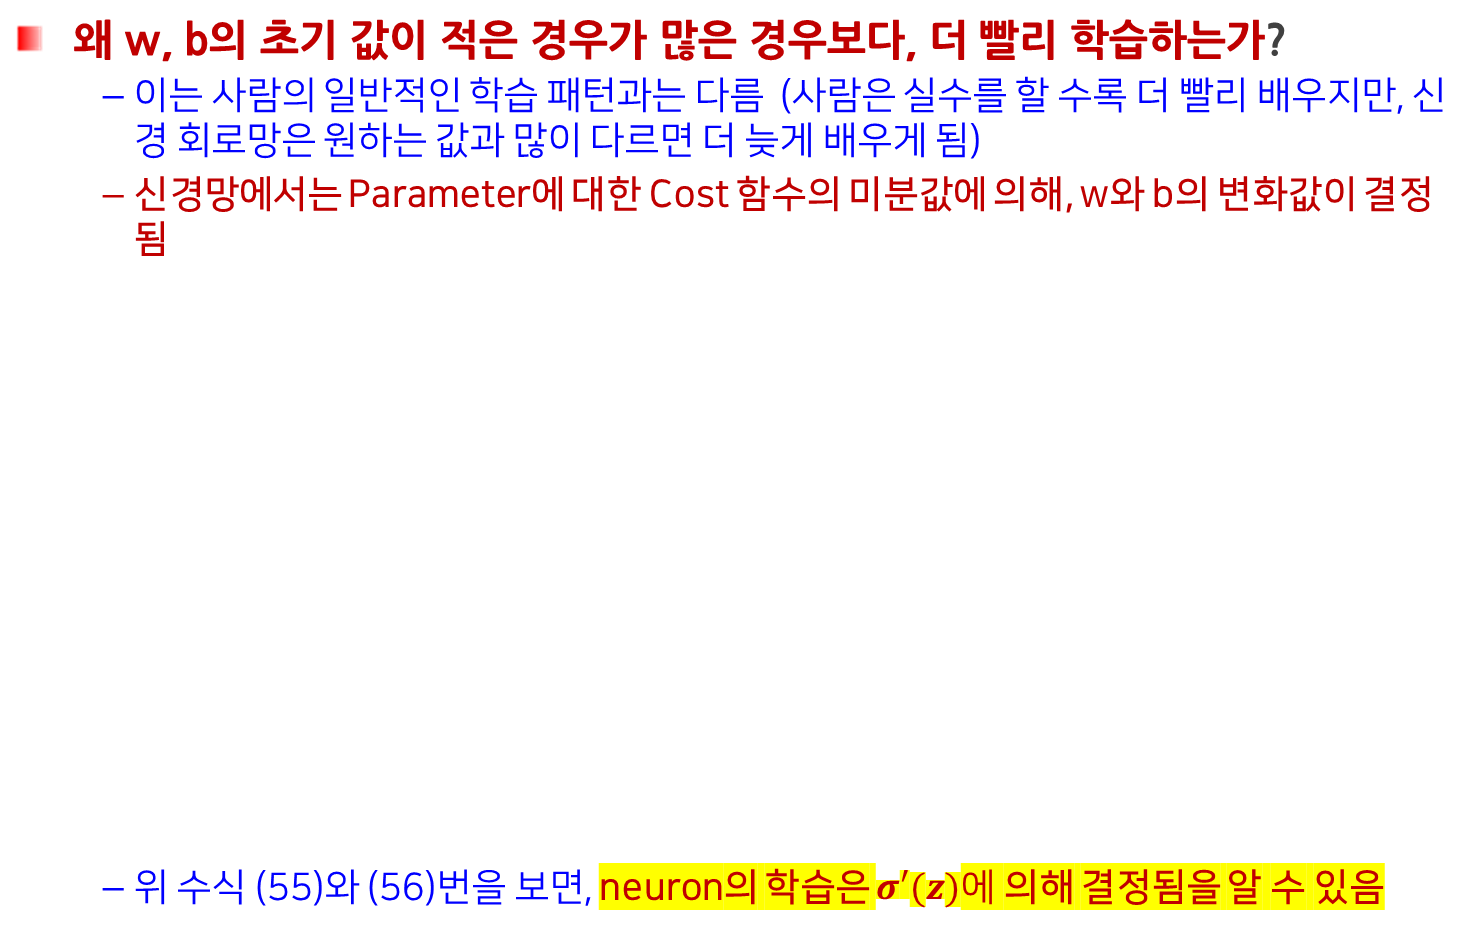 왜 w, b의 초기 값이 적은 경우가 많은 경우보다, 더 빨리 학습하는가?
– 이는 사람의 일반적인 학습 패턴과는 다름 (사람은 실수를 할 수록 더 빨리 배우지만, 신
경 회로망은 원하는 값과 많이 다르면 더 늦게 배우게 됨)
– 신경망에서는 Parameter에 대한 Cost 함수의 미분값에 의해, w와 b의 변화값이 결정
됨
– 위 수식 (55)와 (56)번을 보면, neuron의 학습은 σ′(z)에 의해 결정됨을 알 수 있음